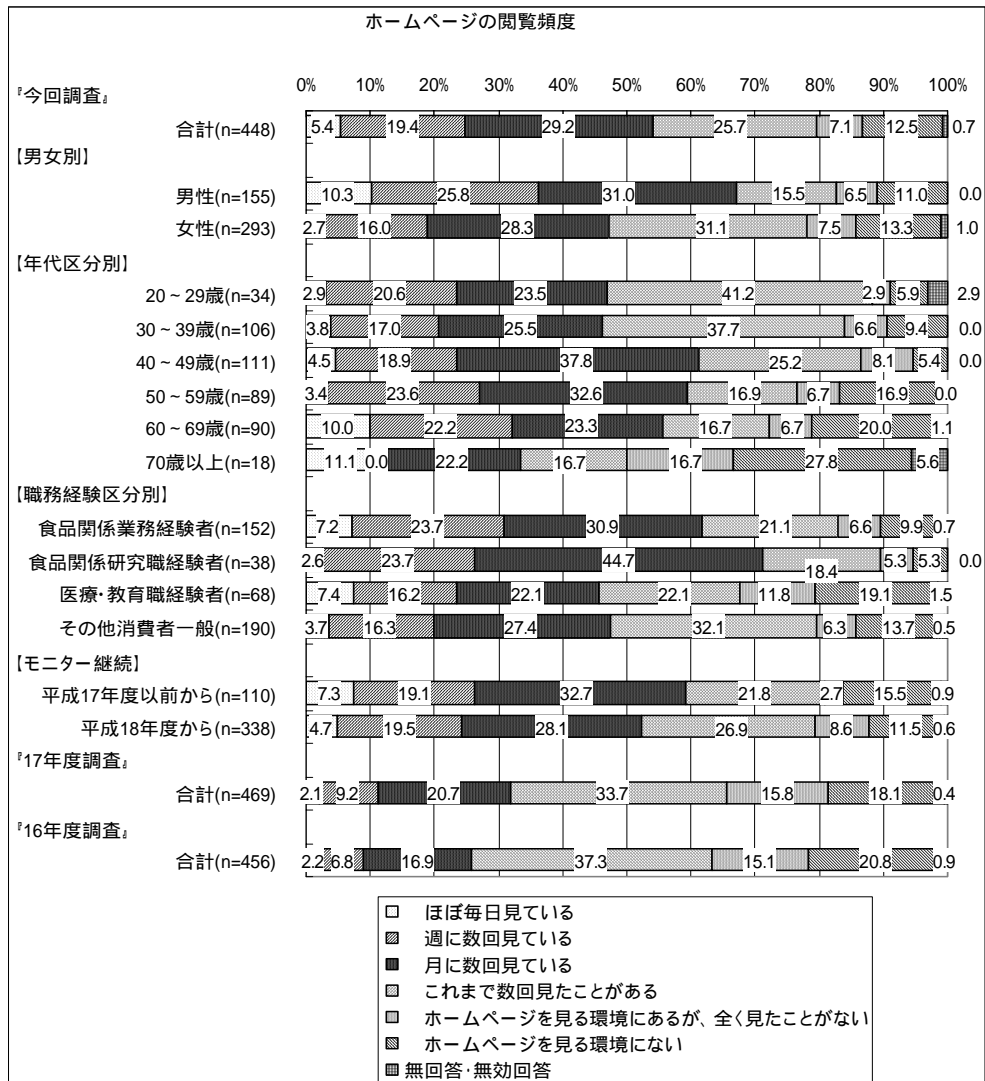 ホームページの閲覧頻度
0% 10% 20% 30% 40% 50% 60% 70% 80% 90% 100%
『今回調査』
合計(n=448) 5.4 19.4 29.2 25.7 7.1 12.5 0.7
【男女別】
男性(n=155) 10.3 25.8 31.0 15.5 6.5 11.0 0.0
女性(n=293) 2.7 16.0 28.3 31.1 7.5 13.3 1.0
【年代区分別】
20~29歳(n=34) 2.9 20.6 23.5 41.2 2.9 5.9 2.9
30~39歳(n=106) 3.8 17.0 25.5 37.7 6.6 9.4 0.0
40~49歳(n=111) 4.5 18.9 37.8 25.2 8.1 5.4 0.0
50~59歳(n=89) 3.4 23.6 32.6 16.9 6.7 16.9 0.0
60~69歳(n=90) 10.0 22.2 23.3 16.7 6.7 20.0 1.1
70歳以上(n=18) 11.1 0.0 22.2 16.7 16.7 27.8 5.6
【職務経験区分別】
食品関係業務経験者(n=152) 7.2 23.7 30.9 21.1 6.6 9.9 0.7
食品関係研究職経験者(n=38) 2.6 23.7 44.7 18.4 5.3 5.3 0.0
医療・教育職経験者(n=68) 7.4 16.2 22.1 22.1 11.8 19.1 1.5
その他消費者一般(n=190) 3.7 16.3 27.4 32.1 6.3 13.7 0.5
【モニター継続】
平成17年度以前から(n=110) 7.3 19.1 32.7 21.8 2.7 15.5 0.9
平成18年度から(n=338) 4.7 19.5 28.1 26.9 8.6 11.5 0.6
『17年度調査』
合計(n=469) 2.1 9.2 20.7 33.7 15.8 18.1 0.4
『16年度調査』
合計(n=456) 2.2 6.8 16.9 37.3 15.1 20.8 0.9
ほぼ毎日見ている
週に数回見ている
月に数回見ている
これまで数回見たことがある
ホームページを見る環境にあるが、全く見たことがない
ホームページを見る環境にない
無回答・無効回答